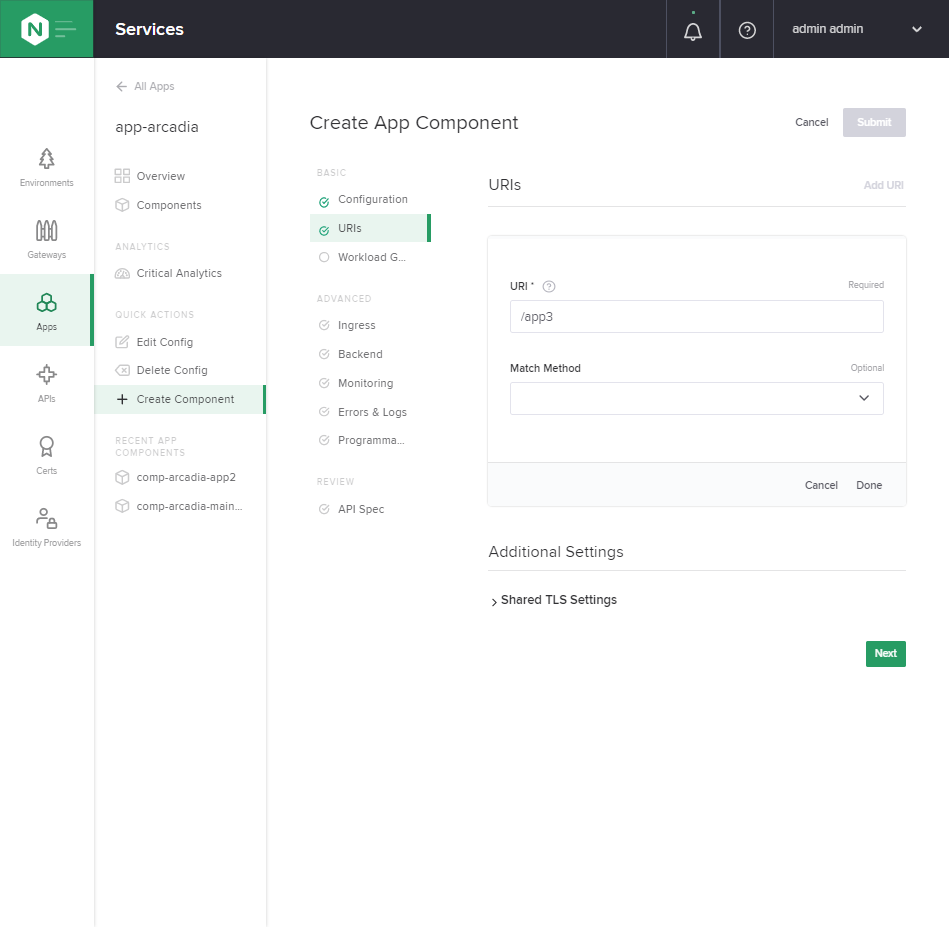 N
Services
admin admin
Environments
Gateways
Apps
APIs
Certs
Identity Providers
All Apps
app-arcadia
Overview
Components
ANALYTICS
Critical Analytics
QUICK ACTIONS
Edit Config
Delete Config
Create Component
RECENT APP
COMPONENTS
comp-arcadia-app2
comp-arcadia-main...
Create App Component
Cancel
Submit
BASIC
Configuration
URIs
Workload G...
ADVANCED
Ingress
Backend
Monitoring
Errors & Logs
Programma...
REVIEW
API Spec
URIs
Add URI
URI * ?
Required
/app3
Match Method
Optional
Cancel
Done
Additional Settings
Shared TLS Settings
Next